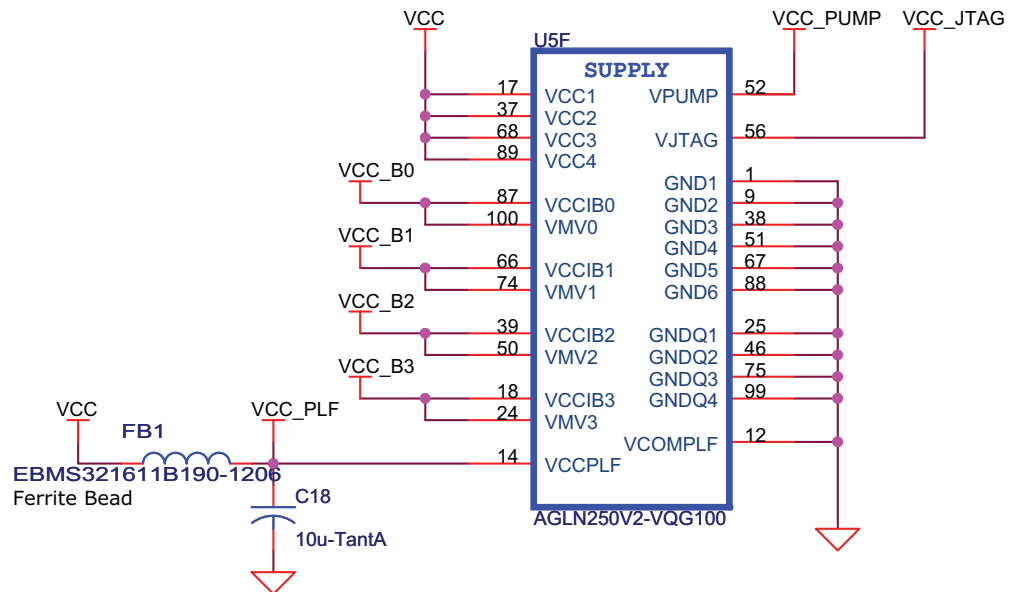 VCC
VCC_PUMP
VCC_JTAG
U5F
SUPPLY
17 VCC1
37 VCC2
68 VCC3
89 VCC4
VPUMP 52
VJTAG 56
VCC_B0
87 VCCIB0
100 VMV0
VCC_B1
66 VCCIB1
74 VMV1
VCC_B2
39 VCCIB2
50 VMV2
VCC_B3
18 VCCIB3
24 VMV3
GND1 1
GND2 9
GND3 38
GND4 51
GND5 67
GND6 88
GNDQ1 25
GNDQ2 46
GNDQ3 75
GNDQ4 99
VCOMPLF 12
VCC
VCC_PLF
14 VCCPLF
FB1
EBMS321611B190-1206
Ferrite Bead
C18
10u-TantA
AGLN250V2-VQG100